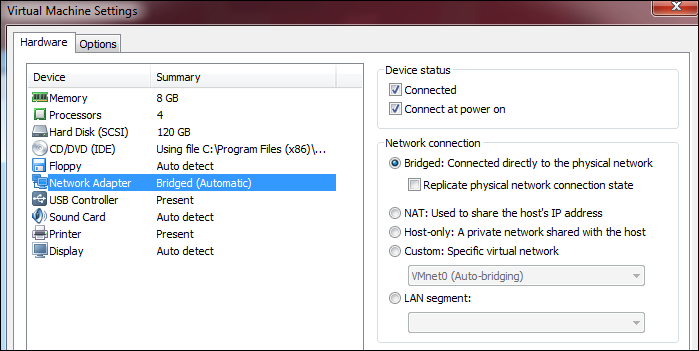 Virtual Machine Settings
Hardware
Options
Device Summary
Memory 8 GB
Processors 4
Hard Disk (SCSI) 120 GB
CD/DVD (IDE) Using file C:\Program Files (x86)\...
Floppy Auto detect
Network Adapter Bridged (Automatic)
USB Controller Present
Sound Card Auto detect
Printer Present
Display Auto detect
Device status
Connected
Connect at power on
Network connection
Bridged: Connected directly to the physical network
Replicate physical network connection state
NAT: Used to share the host's IP address
Host-only: A private network shared with the host
Custom: Specific virtual network
VMnet0 (Auto-bridging)
LAN segment: